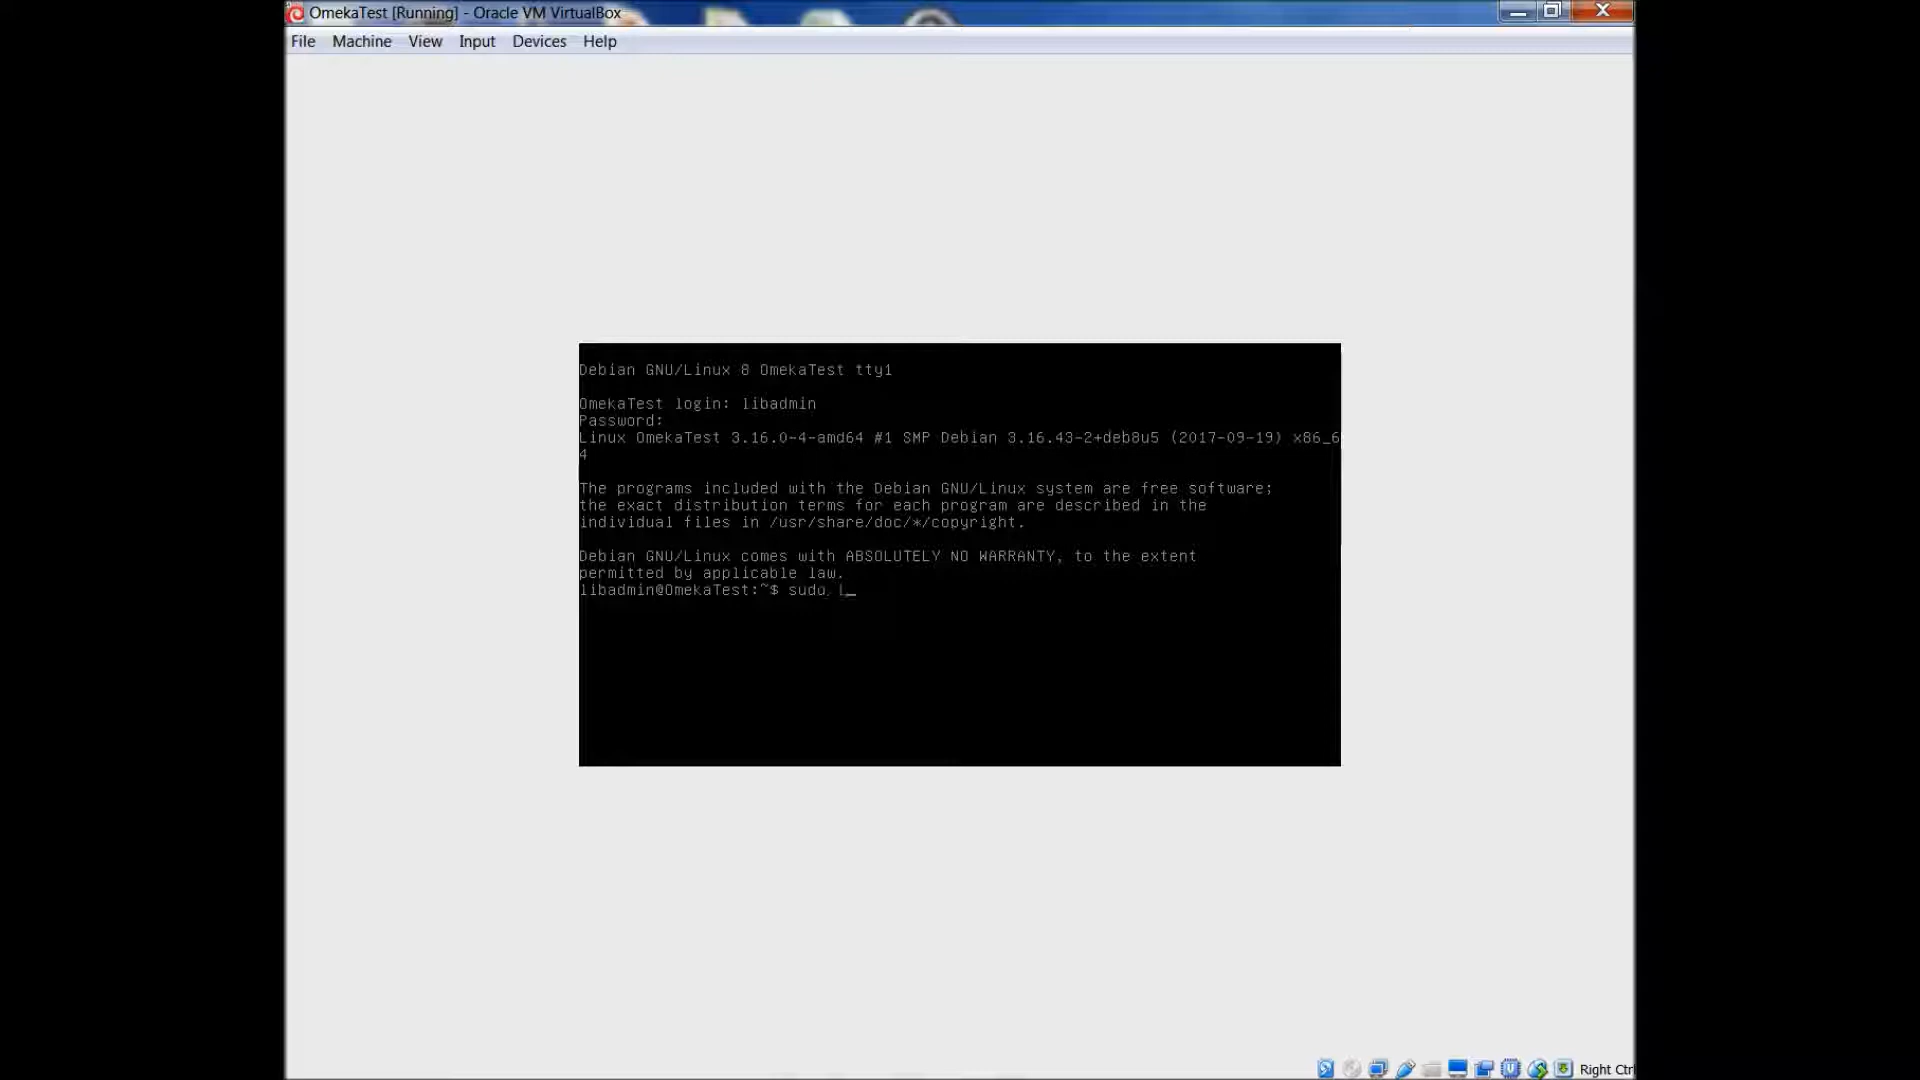 OmekaTest [Running] - Oracle VM VirtualBox
File Machine View Input Devices Help
Debian GNU/Linux 8 OmekaTest tty1
OmekaTest login: libadmin
Password:
Linux OmekaTest 3.16.0-4-amd64 #1 SMP Debian 3.16.43-2+deb8u5 (2017-09-19) x86_6
4
The programs included with the Debian GNU/Linux system are free software;
the exact distribution terms for each program are described in the
individual files in /usr/share/doc/*/copyright.
Debian GNU/Linux comes with ABSOLUTELY NO WARRANTY, to the extent
permitted by applicable law.
libadmin@OmekaTest:~$ sudo
Right Ctrl